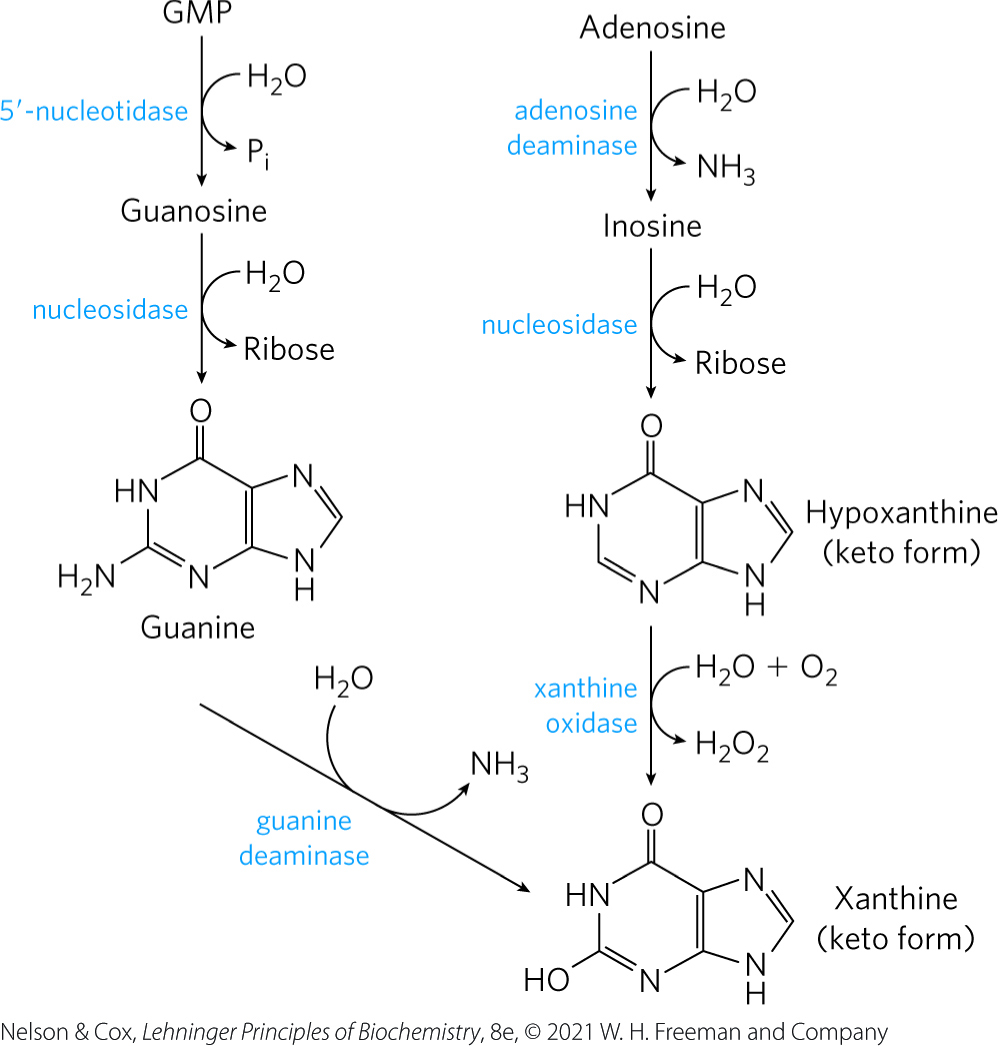 GMP
H₂O
5′-nucleotidase
Pᵢ
Guanosine
H₂O
nucleosidase
Ribose
O
HN
N
H₂N
N
N
H
Guanine
H₂O
NH₃
guanine
deaminase
Adenosine
H₂O
adenosine
deaminase
NH₃
Inosine
H₂O
nucleosidase
Ribose
O
HN
N
N
N
H
Hypoxanthine
(keto form)
H₂O + O₂
xanthine
oxidase
H₂O₂
O
HN
N
HO
N
N
H
Xanthine
(keto form)
Nelson & Cox, Lehninger Principles of Biochemistry, 8e, © 2021 W. H. Freeman and Company